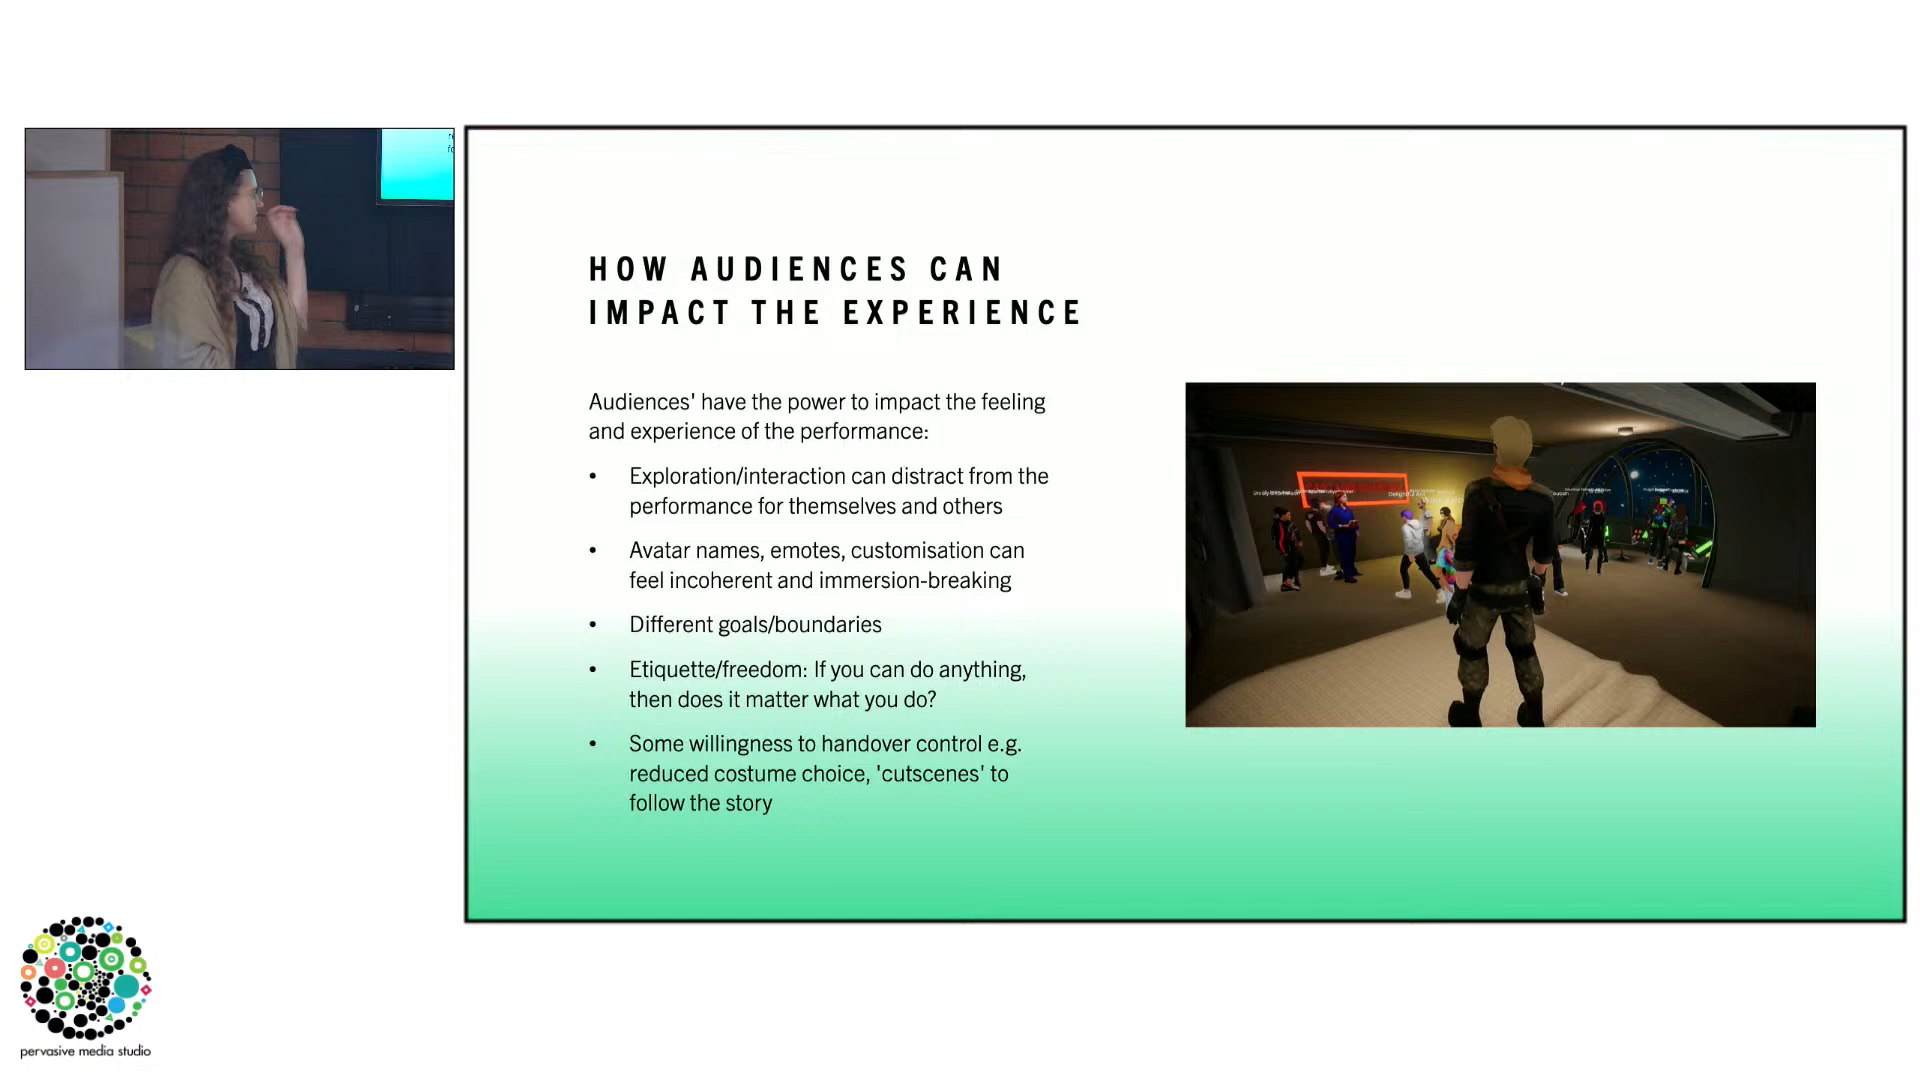 HOW AUDIENCES CAN
IMPACT THE EXPERIENCE
Audiences' have the power to impact the feeling
and experience of the performance:
• Exploration/interaction can distract from the
performance for themselves and others
• Avatar names, emotes, customisation can
feel incoherent and immersion-breaking
• Different goals/boundaries
• Etiquette/freedom: If you can do anything,
then does it matter what you do?
• Some willingness to handover control e.g.
reduced costume choice, 'cutscenes' to
follow the story
pervasive media studio